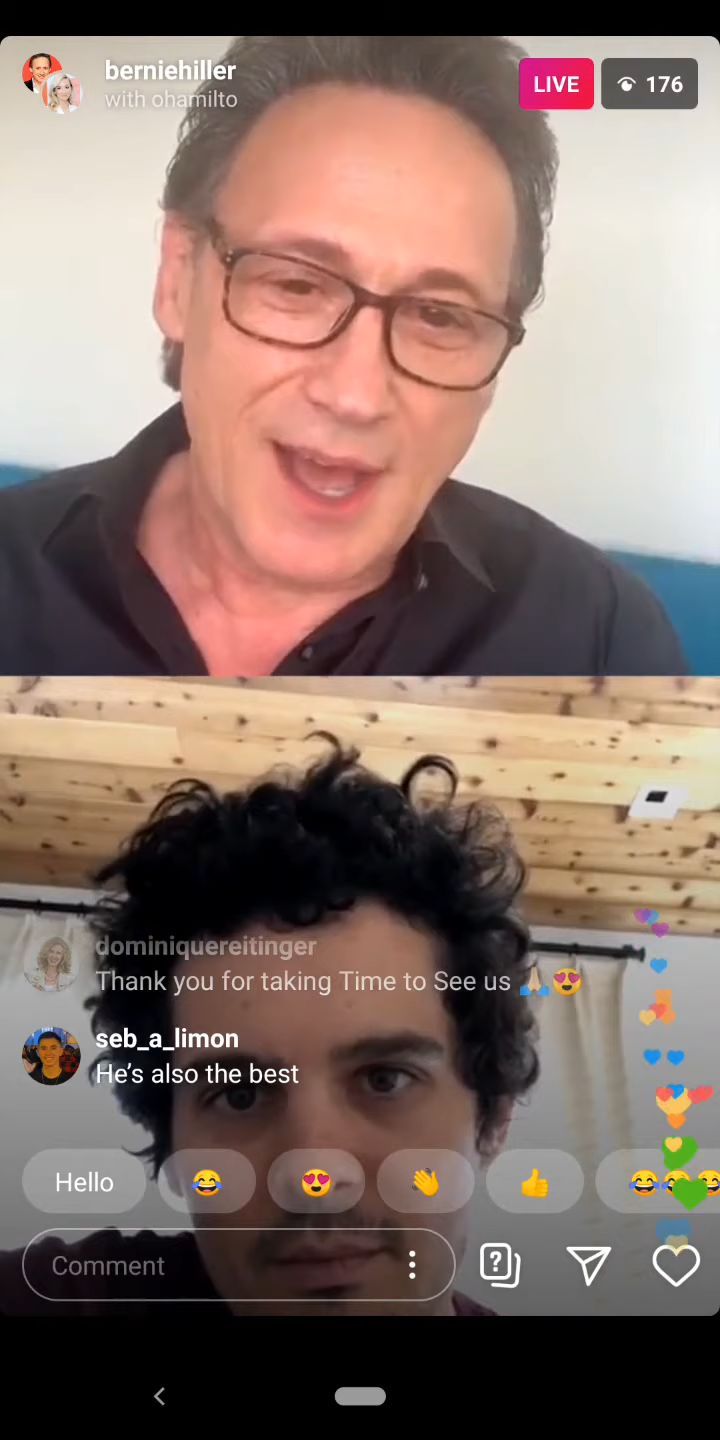 berniehiller
with ohamilto
LIVE
176
dominiquereitinger
Thank you for taking Time to See us 🙏🏼😍
seb_a_limon
He's also the best
Hello
Comment
?